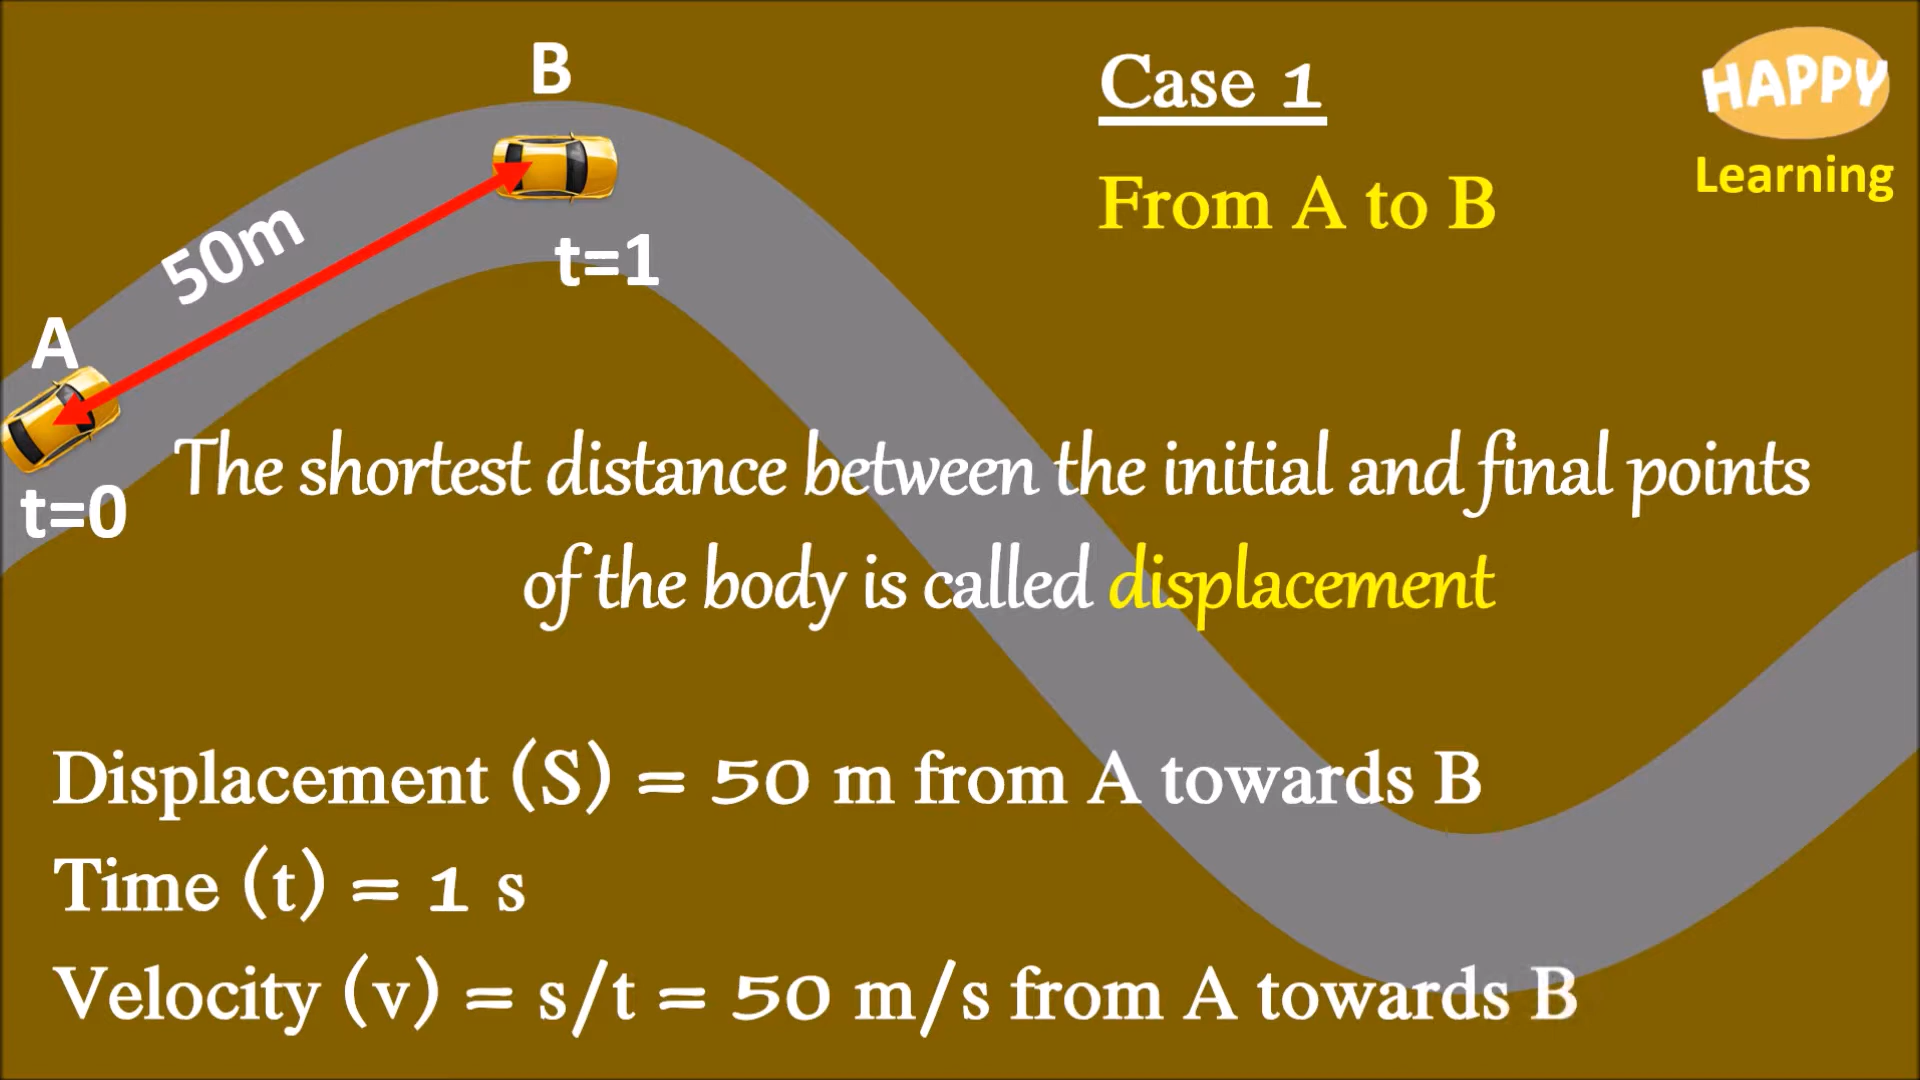 B
Case 1
HAPPY
Learning
From A to B
50m
t=1
A
t=0
The shortest distance between the initial and final points
of the body is called displacement
Displacement (S) = 50 m from A towards B
Time (t) = 1 s
Velocity (v) = s/t = 50 m/s from A towards B